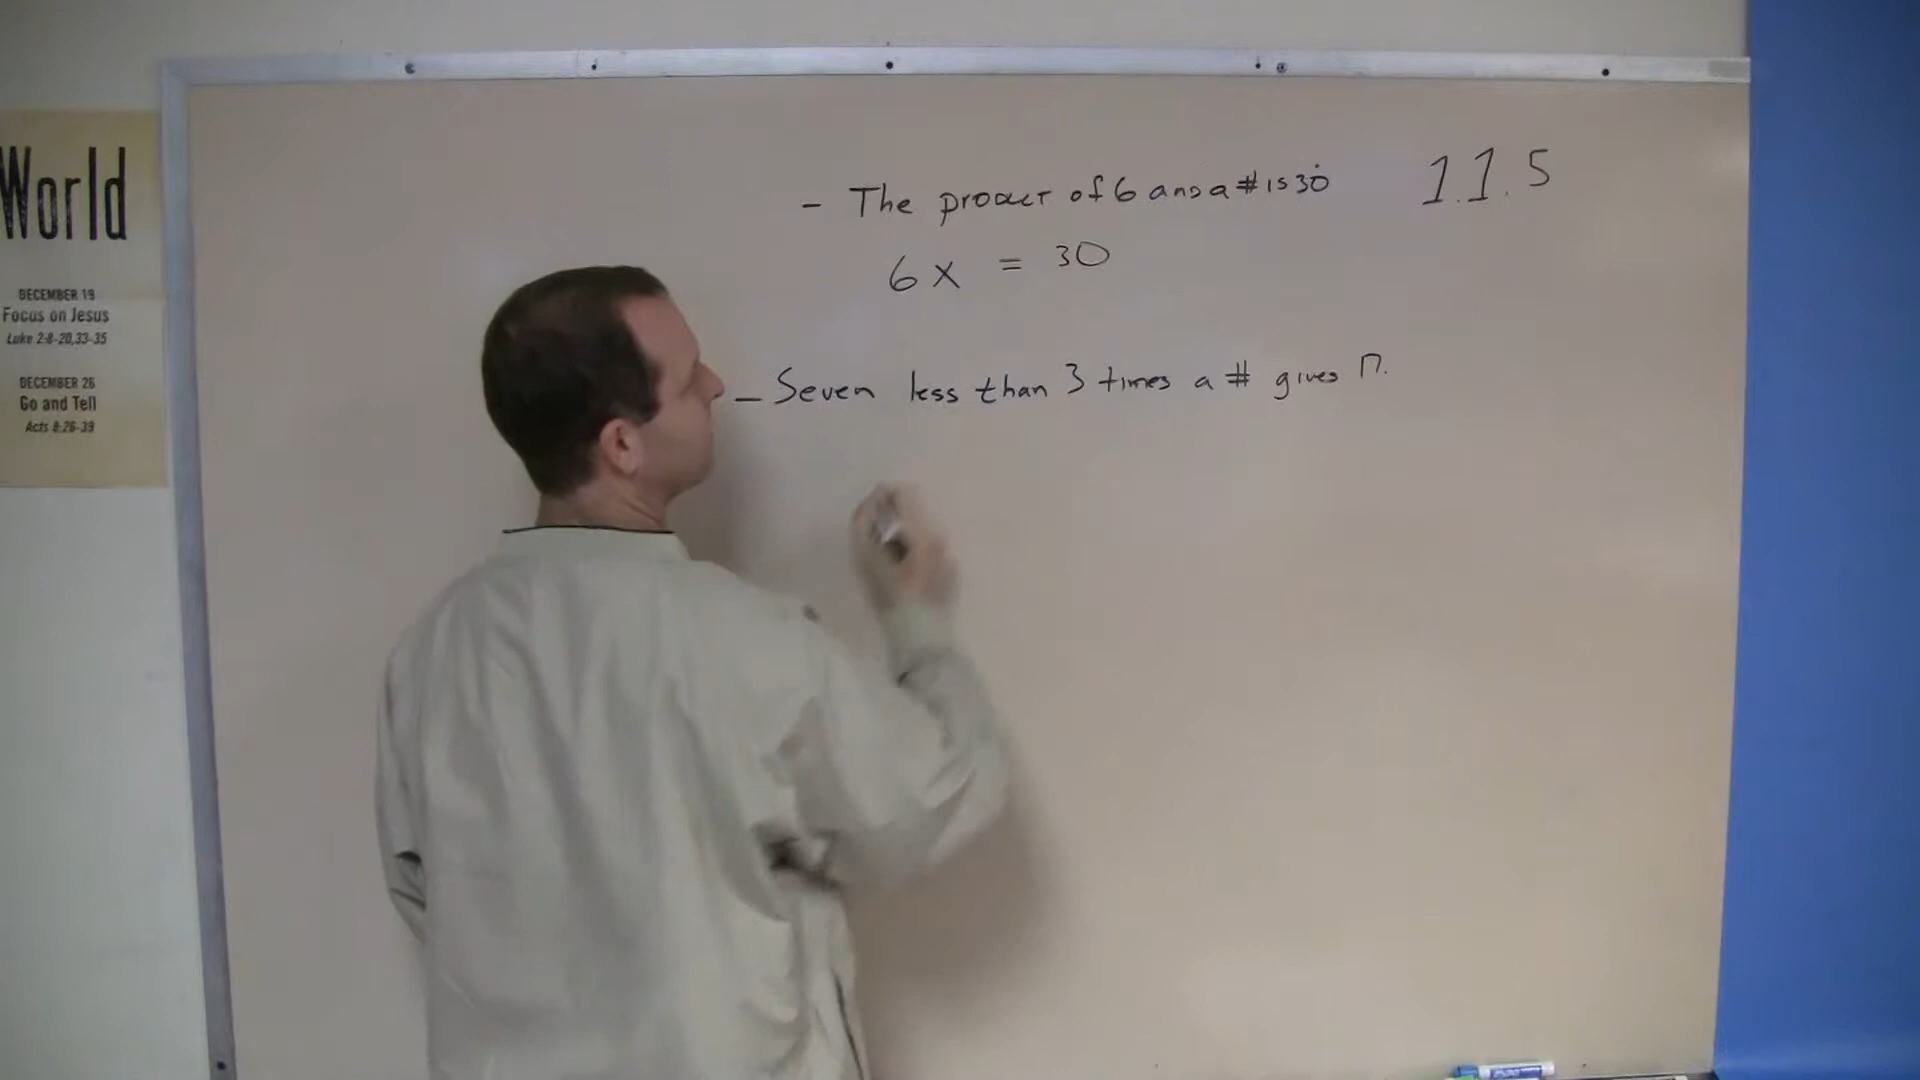 World
DECEMBER 19
Focus on Jesus
Luke 2:8-20,33-35
DECEMBER 26
Go and Tell
Acts 8:26-39
1.1.5
- The product of 6 and a # is 30
6x = 30
- Seven less than 3 times a # gives 17.